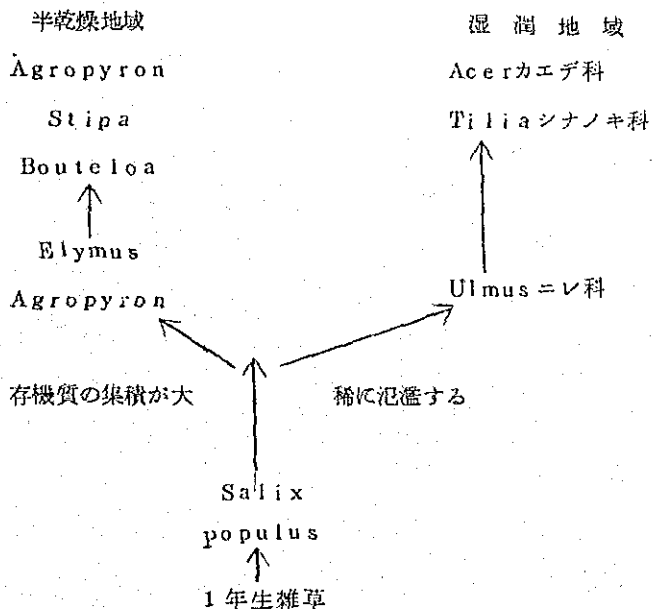 半乾燥地域
湿潤地域
Agropyron
Acerカエデ科
Stipa
Tiliaシナノキ科
Bouteloa
Elymus
Agropyron
Ulmusニレ科
存機質の集積が大
稀に氾濫する
Salix
populus
1年生雑草